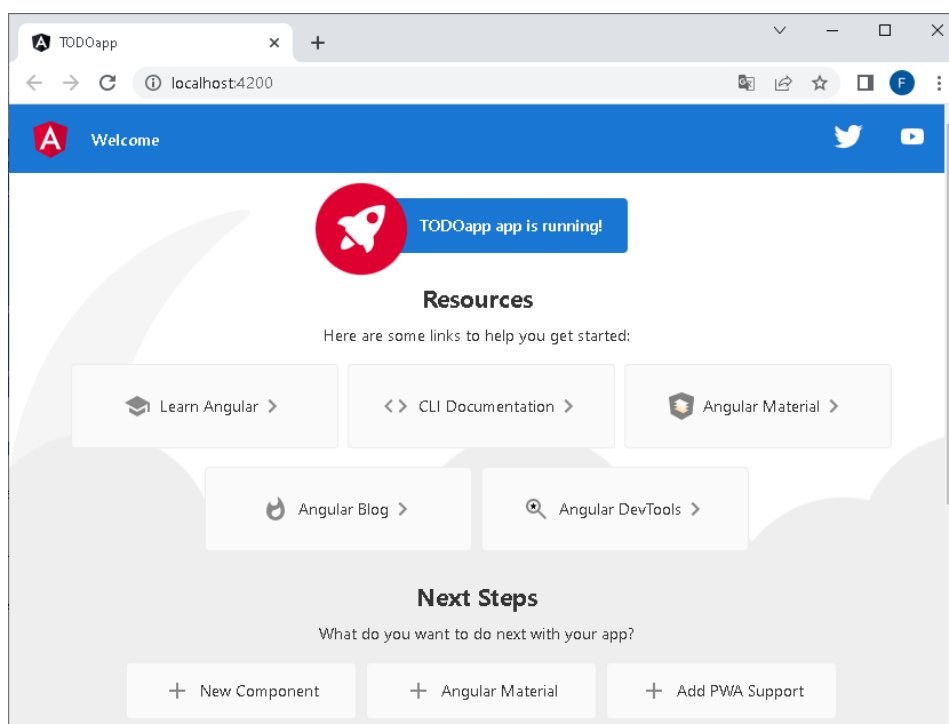 TODOapp
localhost:4200
F
Welcome
TODOapp app is running!
Resources
Here are some links to help you get started:
Learn Angular
CLI Documentation
Angular Material
Angular Blog
Angular DevTools
Next Steps
What do you want to do next with your app?
New Component
Angular Material
Add PWA Support